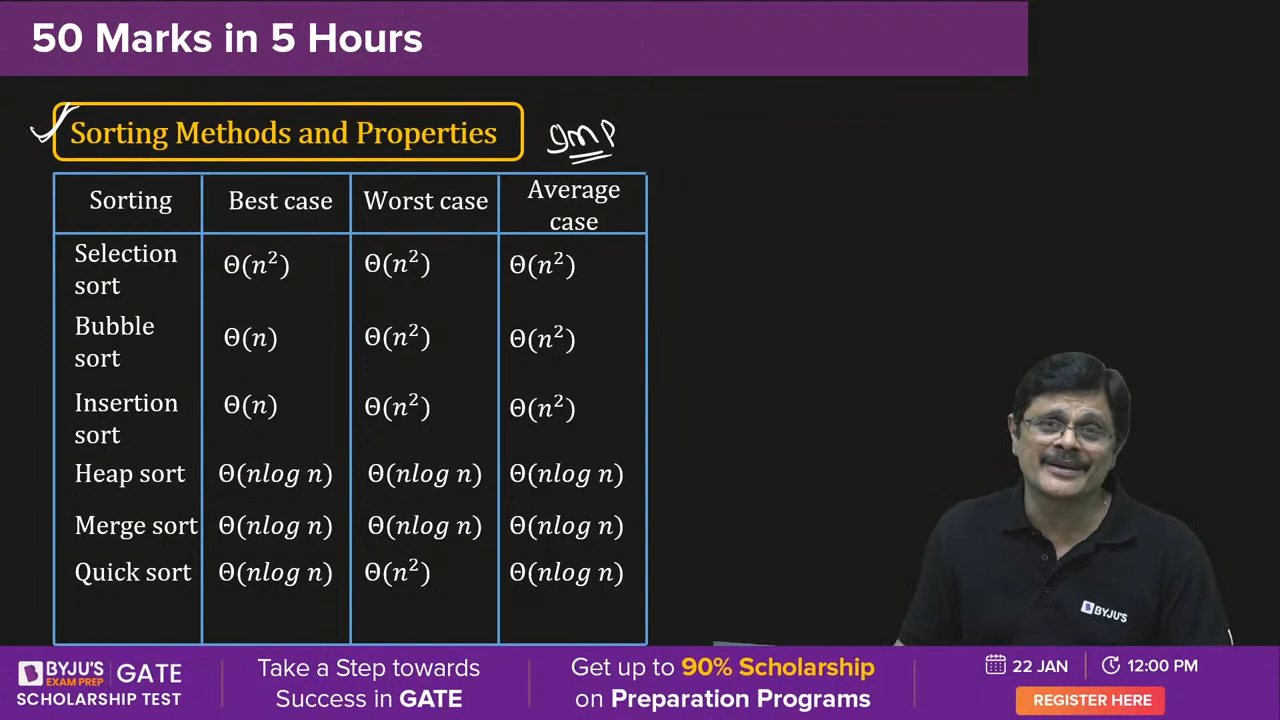 50 Marks in 5 Hours
Sorting Methods and Properties
Imp
Sorting Best case Worst case Average case
Selection sort Θ(n²) Θ(n²) Θ(n²)
Bubble sort Θ(n) Θ(n²) Θ(n²)
Insertion sort Θ(n) Θ(n²) Θ(n²)
Heap sort Θ(nlog n) Θ(nlog n) Θ(nlog n)
Merge sort Θ(nlog n) Θ(nlog n) Θ(nlog n)
Quick sort Θ(nlog n) Θ(n²) Θ(nlog n)
BYJU'S
BYJU'S EXAM PREP GATE
SCHOLARSHIP TEST
Take a Step towards
Success in GATE
Get up to 90% Scholarship
on Preparation Programs
22 JAN 12:00 PM
REGISTER HERE